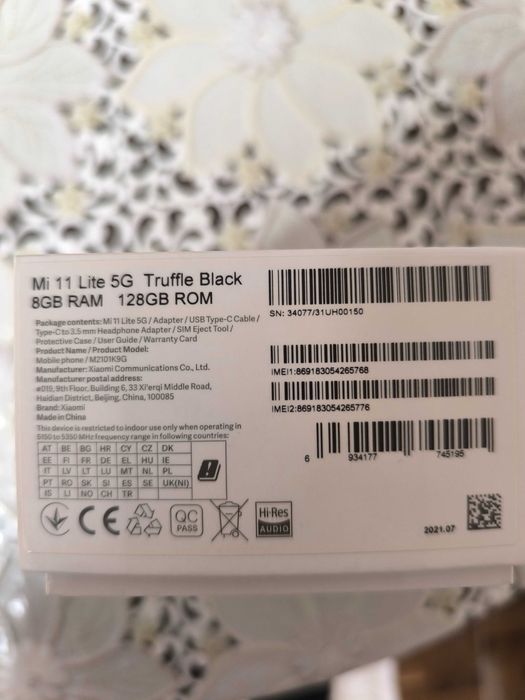 Mi 11 Lite 5G Truffle Black
8GB RAM 128GB ROM
Package contents: Mi 11 Lite 5G / Adapter / USB Type-C Cable /
Type-C to 3.5mm Headphone Adapter / SIM Eject Tool /
Protective Case / User Guide / Warranty Card
Product Name / Product Model:
Mobile phone / M2101K9G
Manufacturer: Xiaomi Communications Co., Ltd.
Manufacturer postal address:
#019, 9th Floor, Building 6, 33 Xi'erqi Middle Road,
Haidian District, Beijing, China, 100085
Brand: Xiaomi
Made in China
This device is restricted to indoor use only when operating in
5150 to 5350 MHz frequency range in following countries:
AT BE BG HR CY CZ DK
EE FI FR DE EL HU IE
IT LV LT LU MT NL PL
PT RO SK SI ES SE UK(NI)
IS LI NO CH TR
CE
QC
PASS
Hi-Res
AUDIO
SN: 34077/31UH00150
IMEI1:869183054265768
IMEI2:869183054265776
6 934177 745195
2021.07